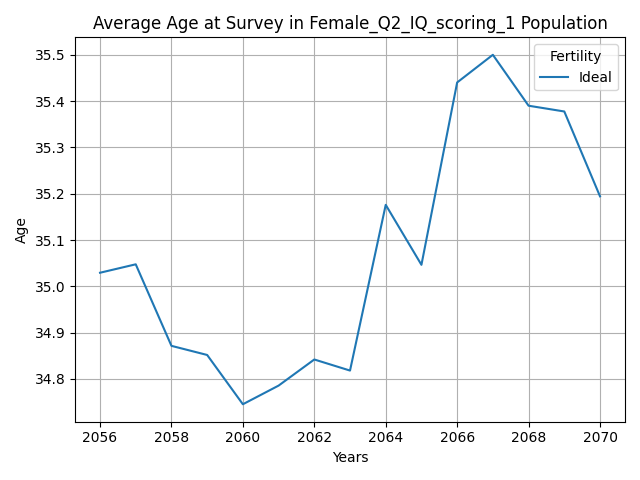 Average Age at Survey in Female_Q2_IQ_scoring_1 Population
Fertility
Ideal
35.5
35.4
35.3
35.2
35.1
35.0
34.9
34.8
Age
2056 2058 2060 2062 2064 2066 2068 2070
Years